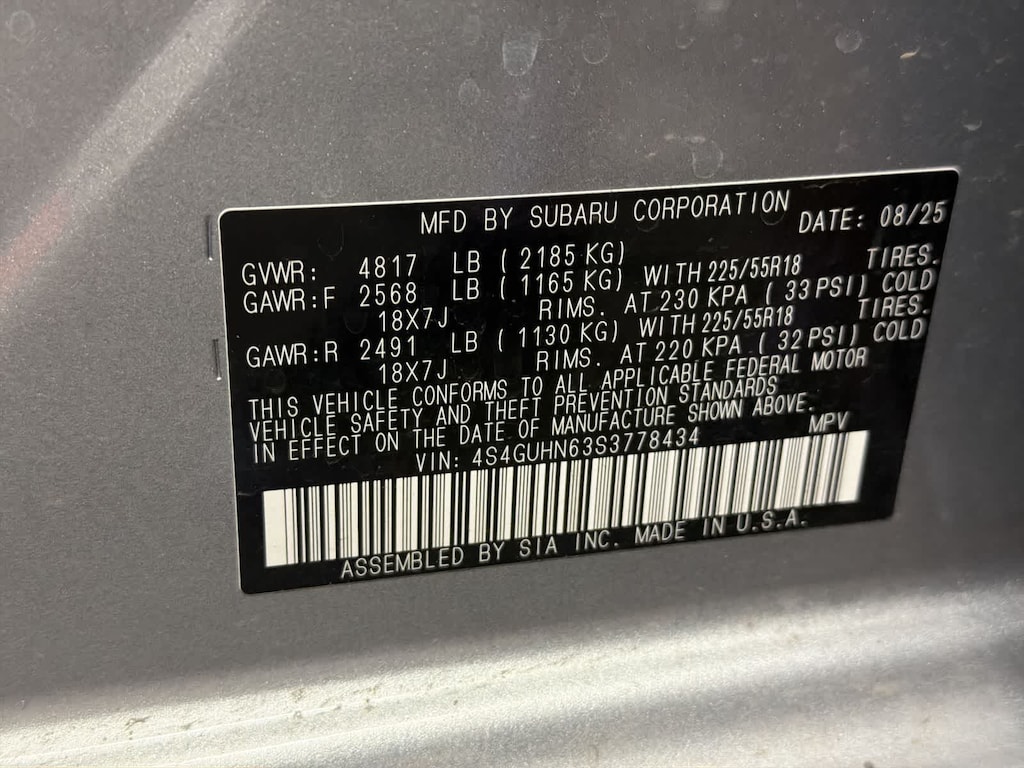 MFD BY SUBARU CORPORATION DATE: 08/25
GVWR: 4817 LB ( 2185 KG)
GAWR:F 2568 LB ( 1165 KG) WITH 225/55R18 TIRES.
18X7J RIMS. AT 230 KPA ( 33 PSI) COLD
GAWR:R 2491 LB ( 1130 KG) WITH 225/55R18 TIRES.
18X7J RIMS. AT 220 KPA ( 32 PSI) COLD
THIS VEHICLE CONFORMS TO ALL APPLICABLE FEDERAL MOTOR
VEHICLE SAFETY AND THEFT PREVENTION STANDARDS
IN EFFECT ON THE DATE OF MANUFACTURE SHOWN ABOVE.
VIN: 4S4GUHN63S3778434 MPV
ASSEMBLED BY SIA INC. MADE IN U.S.A.